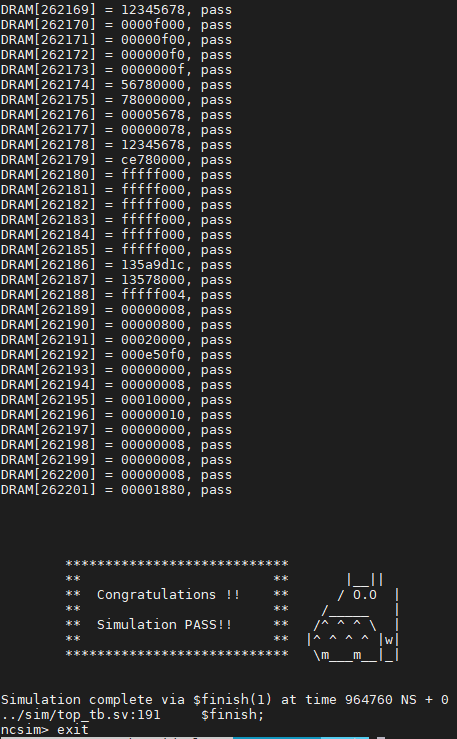 DRAM[262169] = 12345678, pass
DRAM[262170] = 0000f000, pass
DRAM[262171] = 00000f00, pass
DRAM[262172] = 000000f0, pass
DRAM[262173] = 0000000f, pass
DRAM[262174] = 56780000, pass
DRAM[262175] = 78000000, pass
DRAM[262176] = 00005678, pass
DRAM[262177] = 00000078, pass
DRAM[262178] = 12345678, pass
DRAM[262179] = ce780000, pass
DRAM[262180] = fffff000, pass
DRAM[262181] = fffff000, pass
DRAM[262182] = fffff000, pass
DRAM[262183] = fffff000, pass
DRAM[262184] = fffff000, pass
DRAM[262185] = fffff000, pass
DRAM[262186] = 135a9d1c, pass
DRAM[262187] = 13578000, pass
DRAM[262188] = fffff004, pass
DRAM[262189] = 00000008, pass
DRAM[262190] = 00000800, pass
DRAM[262191] = 00020000, pass
DRAM[262192] = 000e50f0, pass
DRAM[262193] = 00000000, pass
DRAM[262194] = 00000008, pass
DRAM[262195] = 00010000, pass
DRAM[262196] = 00000010, pass
DRAM[262197] = 00000000, pass
DRAM[262198] = 00000008, pass
DRAM[262199] = 00000008, pass
DRAM[262200] = 00000008, pass
DRAM[262201] = 00001880, pass
****************************
**                        **       |__||
**  Congratulations !!    **      / O.O  |
**                        **    /_____   |
**  Simulation PASS!!     **   /^ ^ ^ \  |
**                        **  |^ ^ ^ ^ |w|
****************************   \m___m__|_|
Simulation complete via $finish(1) at time 964760 NS + 0
../sim/top_tb.sv:191     $finish;
ncsim> exit